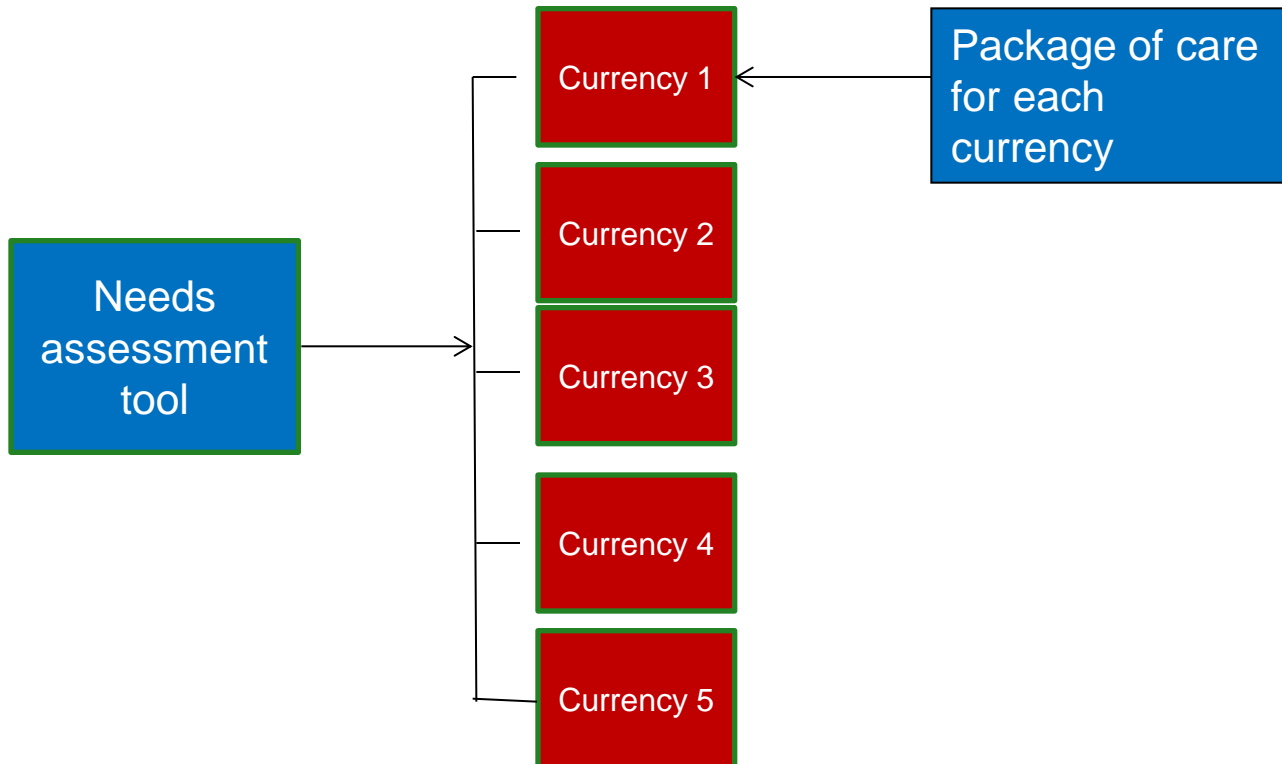 Currency 1
Package of care
for each
currency
Currency 2
Needs
assessment
tool
Currency 3
Currency 4
Currency 5